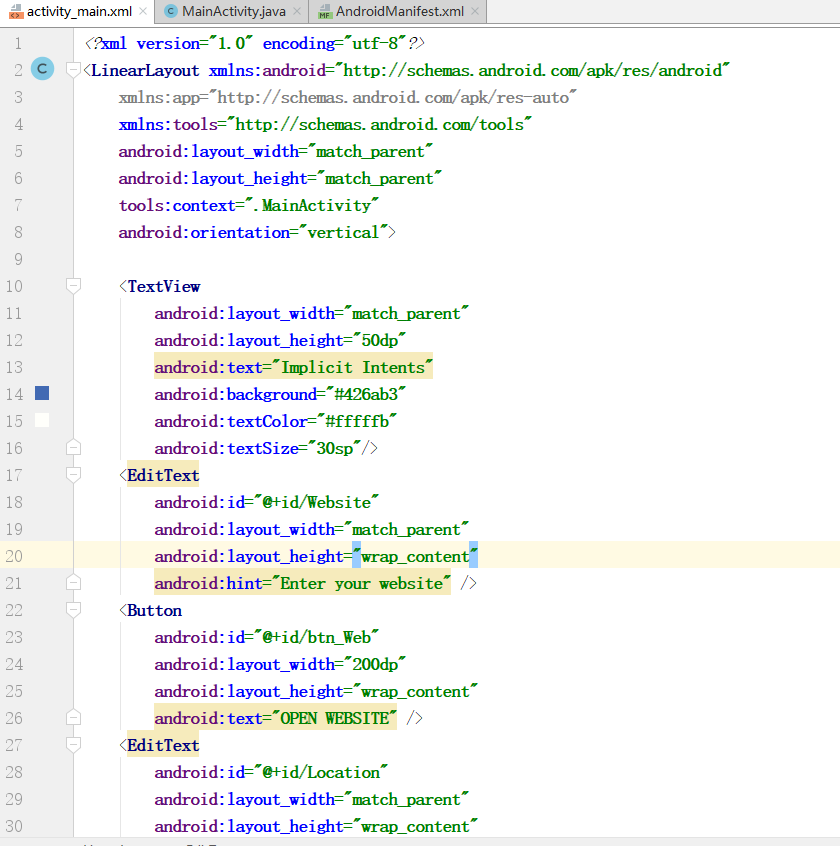 activity_main.xml × MainActivity.java × AndroidManifest.xml ×
1 <?xml version="1.0" encoding="utf-8"?>
2 <LinearLayout xmlns:android="http://schemas.android.com/apk/res/android"
3 xmlns:app="http://schemas.android.com/apk/res-auto"
4 xmlns:tools="http://schemas.android.com/tools"
5 android:layout_width="match_parent"
6 android:layout_height="match_parent"
7 tools:context=".MainActivity"
8 android:orientation="vertical">
9
10 <TextView
11 android:layout_width="match_parent"
12 android:layout_height="50dp"
13 android:text="Implicit Intents"
14 android:background="#426ab3"
15 android:textColor="#fffffb"
16 android:textSize="30sp"/>
17 <EditText
18 android:id="@+id/Website"
19 android:layout_width="match_parent"
20 android:layout_height="wrap_content"
21 android:hint="Enter your website" />
22 <Button
23 android:id="@+id/btn_Web"
24 android:layout_width="200dp"
25 android:layout_height="wrap_content"
26 android:text="OPEN WEBSITE" />
27 <EditText
28 android:id="@+id/Location"
29 android:layout_width="match_parent"
30 android:layout_height="wrap_content"